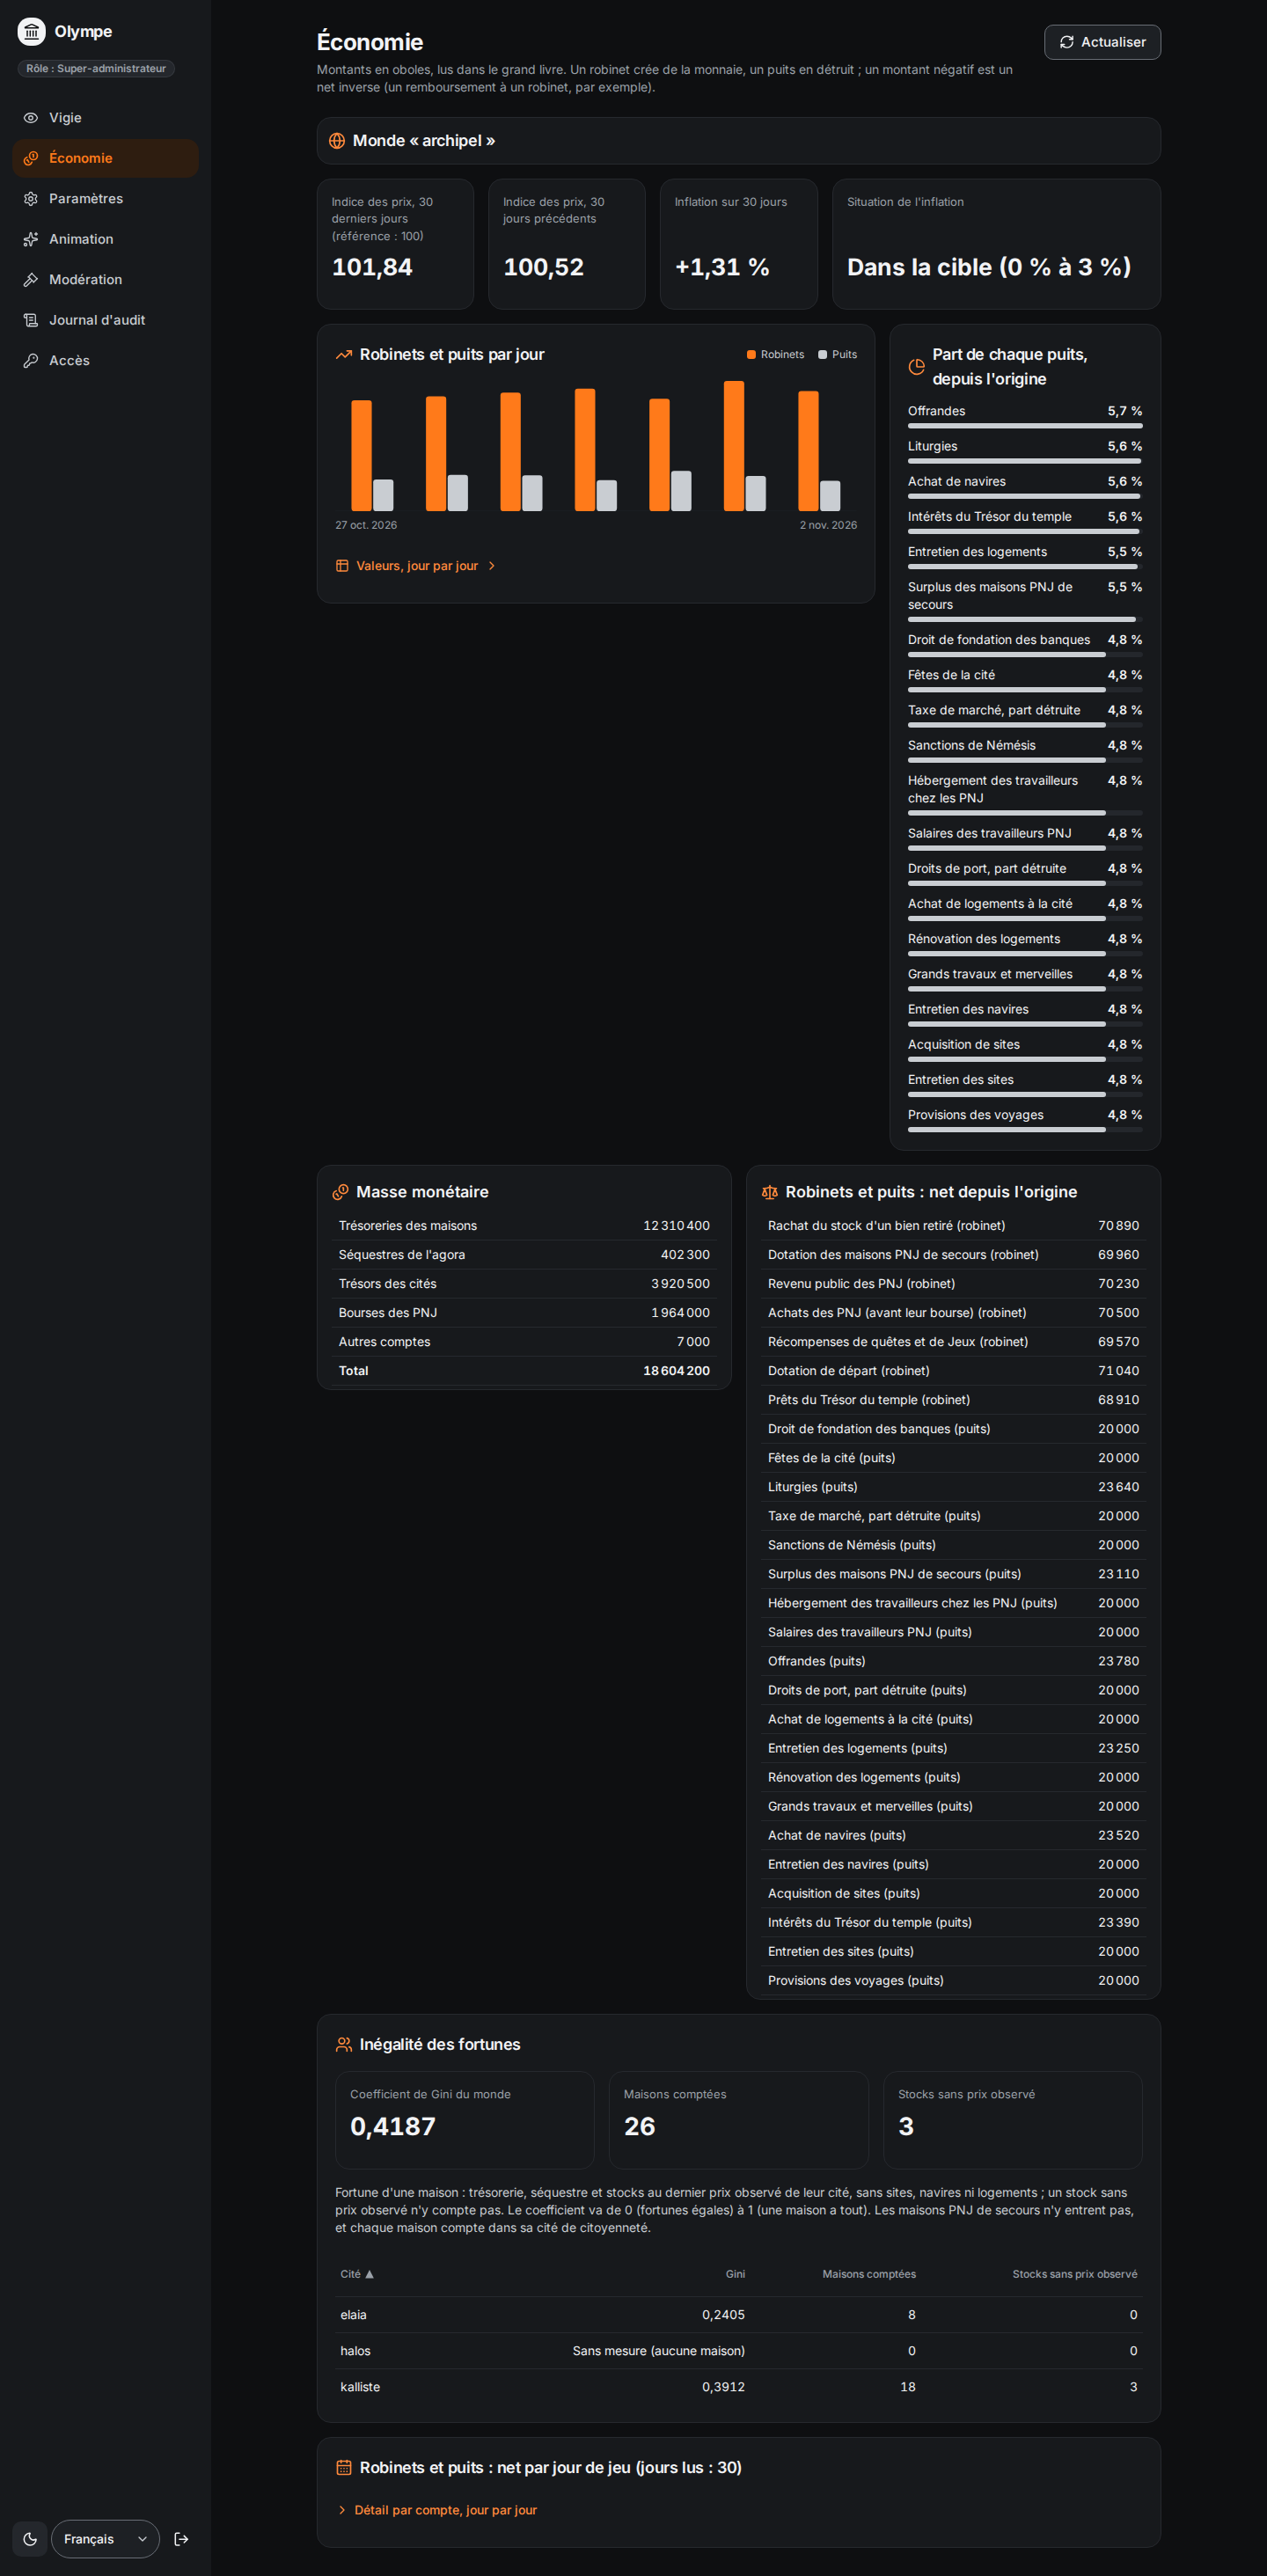 Olympe
Rôle : Super-administrateur
Vigie
Économie
Paramètres
Animation
Modération
Journal d'audit
Accès
Français
Économie
Actualiser
Montants en oboles, lus dans le grand livre. Un robinet crée de la monnaie, un puits en détruit ; un montant négatif est un
net inverse (un remboursement à un robinet, par exemple).
Monde « archipel »
Indice des prix, 30
derniers jours
(référence : 100)
101,84
Indice des prix, 30
jours précédents
100,52
Inflation sur 30 jours
+1,31 %
Situation de l'inflation
Dans la cible (0 % à 3 %)
Robinets et puits par jour
Robinets Puits
27 oct. 2026 2 nov. 2026
Valeurs, jour par jour
Part de chaque puits,
depuis l'origine
Offrandes 5,7 %
Liturgies 5,6 %
Achat de navires 5,6 %
Intérêts du Trésor du temple 5,6 %
Entretien des logements 5,5 %
Surplus des maisons PNJ de 5,5 %
secours
Droit de fondation des banques 4,8 %
Fêtes de la cité 4,8 %
Taxe de marché, part détruite 4,8 %
Sanctions de Némésis 4,8 %
Hébergement des travailleurs 4,8 %
chez les PNJ
Salaires des travailleurs PNJ 4,8 %
Droits de port, part détruite 4,8 %
Achat de logements à la cité 4,8 %
Rénovation des logements 4,8 %
Grands travaux et merveilles 4,8 %
Entretien des navires 4,8 %
Acquisition de sites 4,8 %
Entretien des sites 4,8 %
Provisions des voyages 4,8 %
Masse monétaire
Trésoreries des maisons 12 310 400
Séquestres de l'agora 402 300
Trésors des cités 3 920 500
Bourses des PNJ 1 964 000
Autres comptes 7 000
Total 18 604 200
Robinets et puits : net depuis l'origine
Rachat du stock d'un bien retiré (robinet) 70 890
Dotation des maisons PNJ de secours (robinet) 69 960
Revenu public des PNJ (robinet) 70 230
Achats des PNJ (avant leur bourse) (robinet) 70 500
Récompenses de quêtes et de Jeux (robinet) 69 570
Dotation de départ (robinet) 71 040
Prêts du Trésor du temple (robinet) 68 910
Droit de fondation des banques (puits) 20 000
Fêtes de la cité (puits) 20 000
Liturgies (puits) 23 640
Taxe de marché, part détruite (puits) 20 000
Sanctions de Némésis (puits) 20 000
Surplus des maisons PNJ de secours (puits) 23 110
Hébergement des travailleurs chez les PNJ (puits) 20 000
Salaires des travailleurs PNJ (puits) 20 000
Offrandes (puits) 23 780
Droits de port, part détruite (puits) 20 000
Achat de logements à la cité (puits) 20 000
Entretien des logements (puits) 23 250
Rénovation des logements (puits) 20 000
Grands travaux et merveilles (puits) 20 000
Achat de navires (puits) 23 520
Entretien des navires (puits) 20 000
Acquisition de sites (puits) 20 000
Intérêts du Trésor du temple (puits) 23 390
Entretien des sites (puits) 20 000
Provisions des voyages (puits) 20 000
Inégalité des fortunes
Coefficient de Gini du monde
0,4187
Maisons comptées
26
Stocks sans prix observé
3
Fortune d'une maison : trésorerie, séquestre et stocks au dernier prix observé de leur cité, sans sites, navires ni logements ; un stock sans
prix observé n'y compte pas. Le coefficient va de 0 (fortunes égales) à 1 (une maison a tout). Les maisons PNJ de secours n'y entrent pas,
et chaque maison compte dans sa cité de citoyenneté.
Cité ▲ Gini Maisons comptées Stocks sans prix observé
elaia 0,2405 8 0
halos Sans mesure (aucune maison) 0 0
kalliste 0,3912 18 3
Robinets et puits : net par jour de jeu (jours lus : 30)
Détail par compte, jour par jour